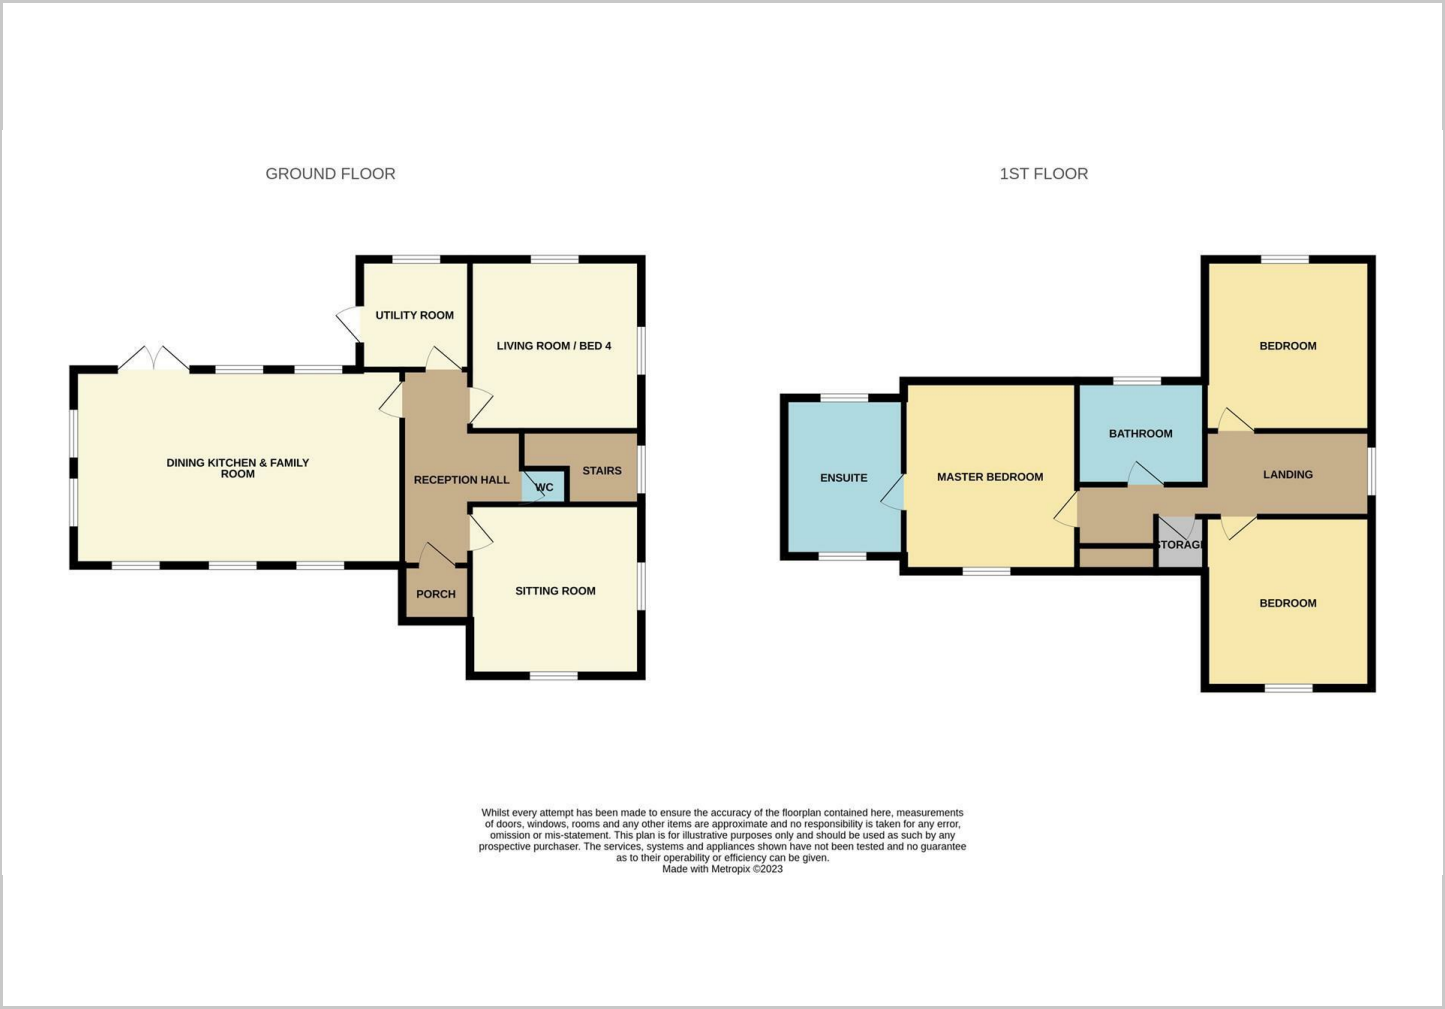 GROUND FLOOR
1ST FLOOR
UTILITY ROOM
LIVING ROOM / BED 4
DINING KITCHEN & FAMILY
ROOM
RECEPTION HALL
STAIRS
WC
PORCH
SITTING ROOM
BEDROOM
BATHROOM
ENSUITE
MASTER BEDROOM
LANDING
STORAGE
BEDROOM
Whilst every attempt has been made to ensure the accuracy of the floorplan contained here, measurements
of doors, windows, rooms and any other items are approximate and no responsibility is taken for any error,
omission or mis-statement. This plan is for illustrative purposes only and should be used as such by any
prospective purchaser. The services, systems and appliances shown have not been tested and no guarantee
as to their operability or efficiency can be given.
Made with Metropix ©2023